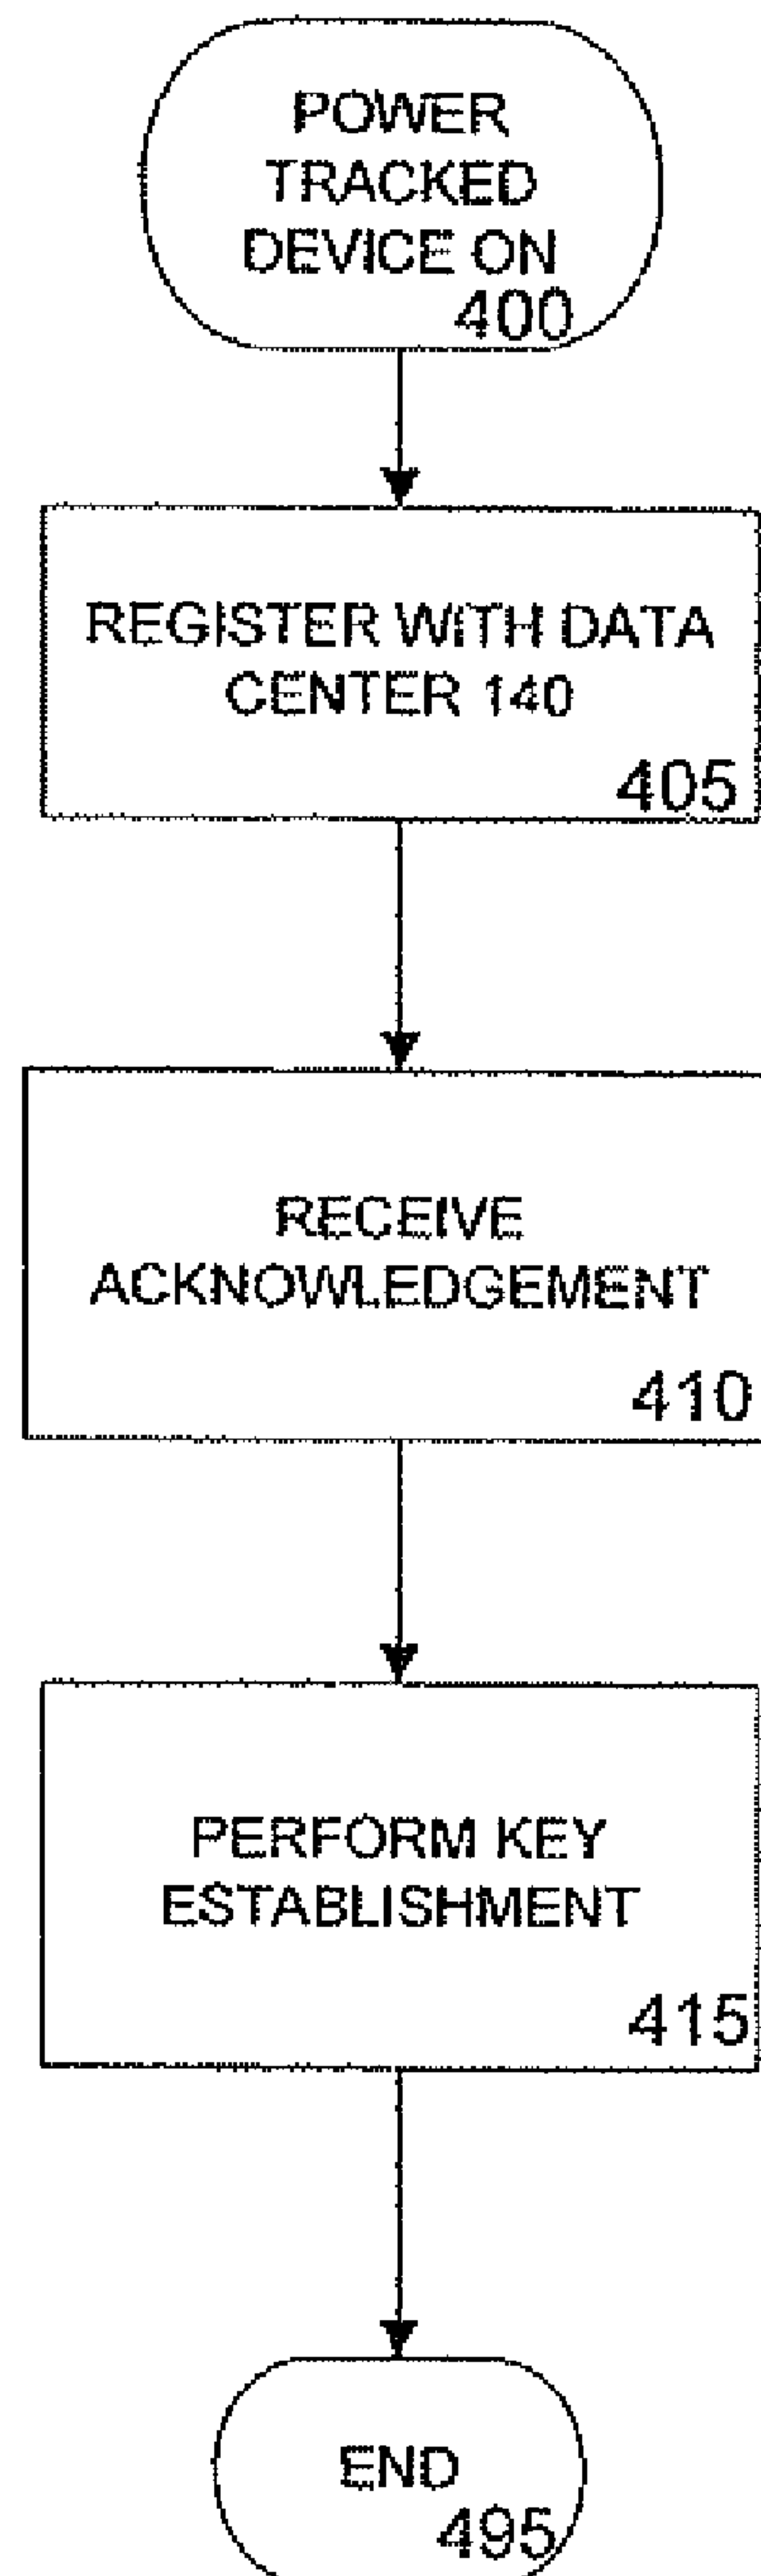 POWER
TRACKED
DEVICE ON
400
REGISTER WITH DATA
CENTER 140
405
RECEIVE
ACKNOWLEDGEMENT
410
PERFORM KEY
ESTABLISHMENT
415
END
495